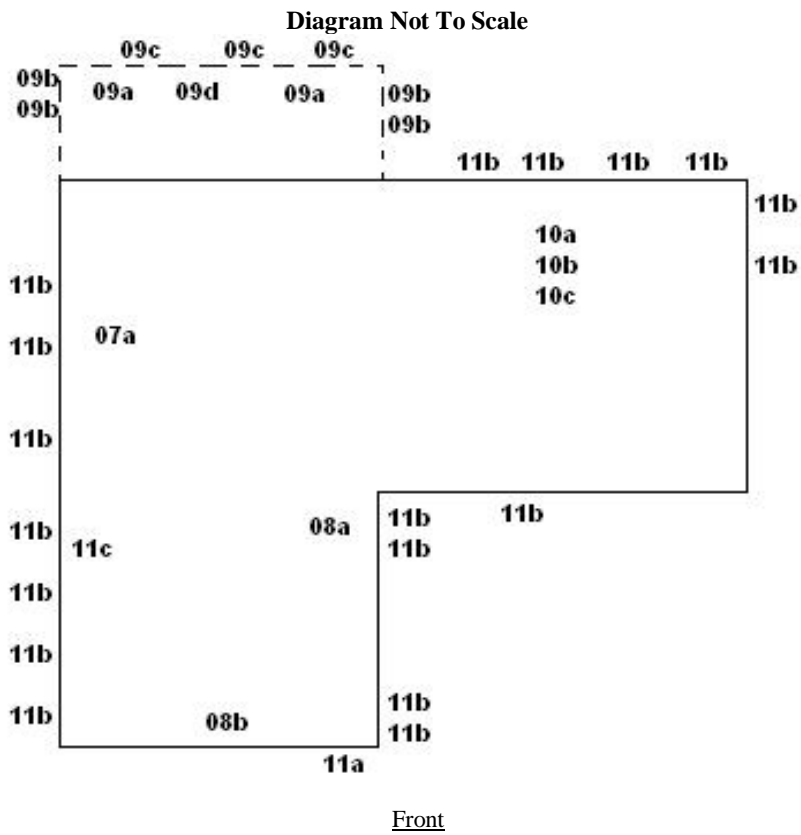 Diagram Not To Scale
09c 09c 09c
09b 09a 09d 09a 09b
09b 09b
11b 11b 11b 11b
11b
10a
11b 10b 11b
10c
11b 07a
11b
11b 08a 11b 11b
11c 11b
11b
11b
11b 08b 11b
11b
11a
Front